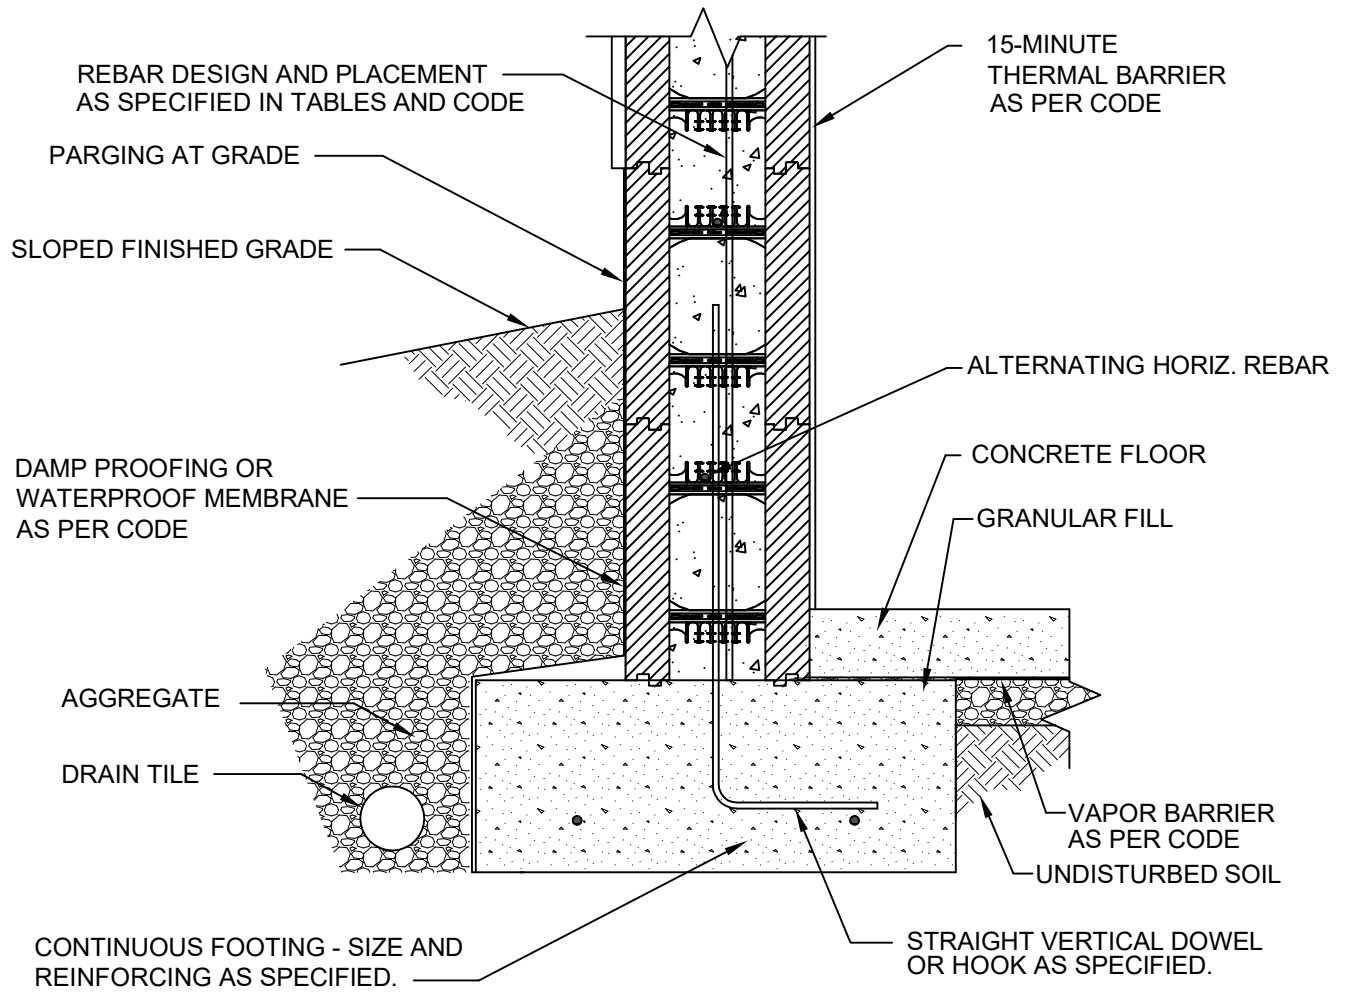 REBAR DESIGN AND PLACEMENT
AS SPECIFIED IN TABLES AND CODE
PARGING AT GRADE
SLOPED FINISHED GRADE
DAMP PROOFING OR
WATERPROOF MEMBRANE
AS PER CODE
AGGREGATE
DRAIN TILE
CONTINUOUS FOOTING - SIZE AND
REINFORCING AS SPECIFIED.
15-MINUTE
THERMAL BARRIER
AS PER CODE
ALTERNATING HORIZ. REBAR
CONCRETE FLOOR
GRANULAR FILL
VAPOR BARRIER
AS PER CODE
UNDISTURBED SOIL
STRAIGHT VERTICAL DOWEL
OR HOOK AS SPECIFIED.